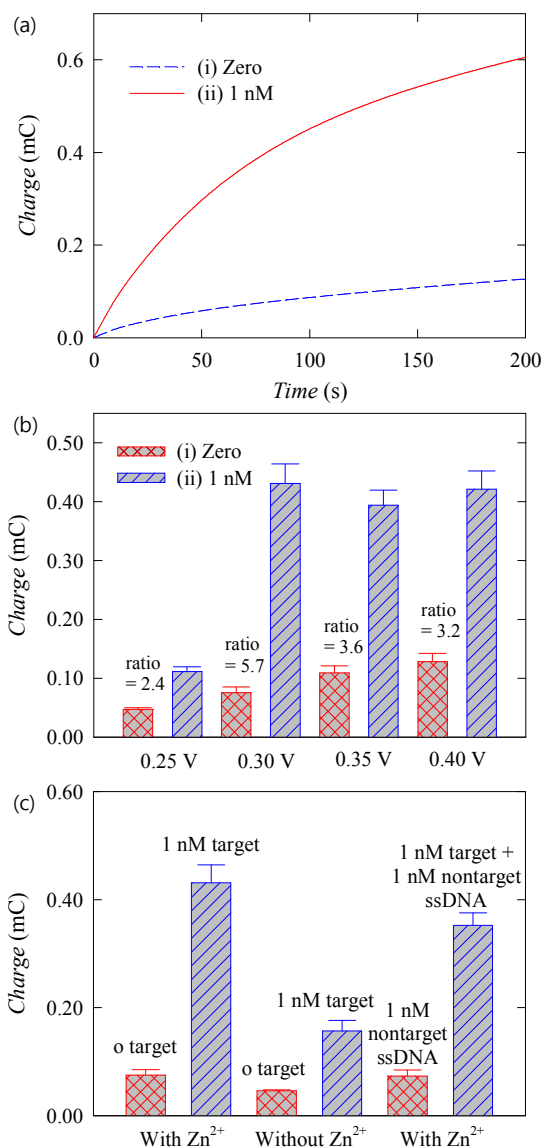 (a)
(i) Zero
(ii) 1 nM
0.6
0.4
0.2
0.0
Charge (mC)
0 50 100 150 200
Time (s)
(b)
(i) Zero
(ii) 1 nM
0.50
0.40
0.30
0.20
0.10
0.00
Charge (mC)
ratio
= 2.4
ratio
= 5.7
ratio
= 3.6
ratio
= 3.2
0.25 V 0.30 V 0.35 V 0.40 V
(c)
0.60
0.40
0.20
0.00
Charge (mC)
o target
1 nM target
o target
1 nM target
1 nM
nontarget
ssDNA
1 nM target +
1 nM nontarget
ssDNA
With Zn²⁺ Without Zn²⁺ With Zn²⁺